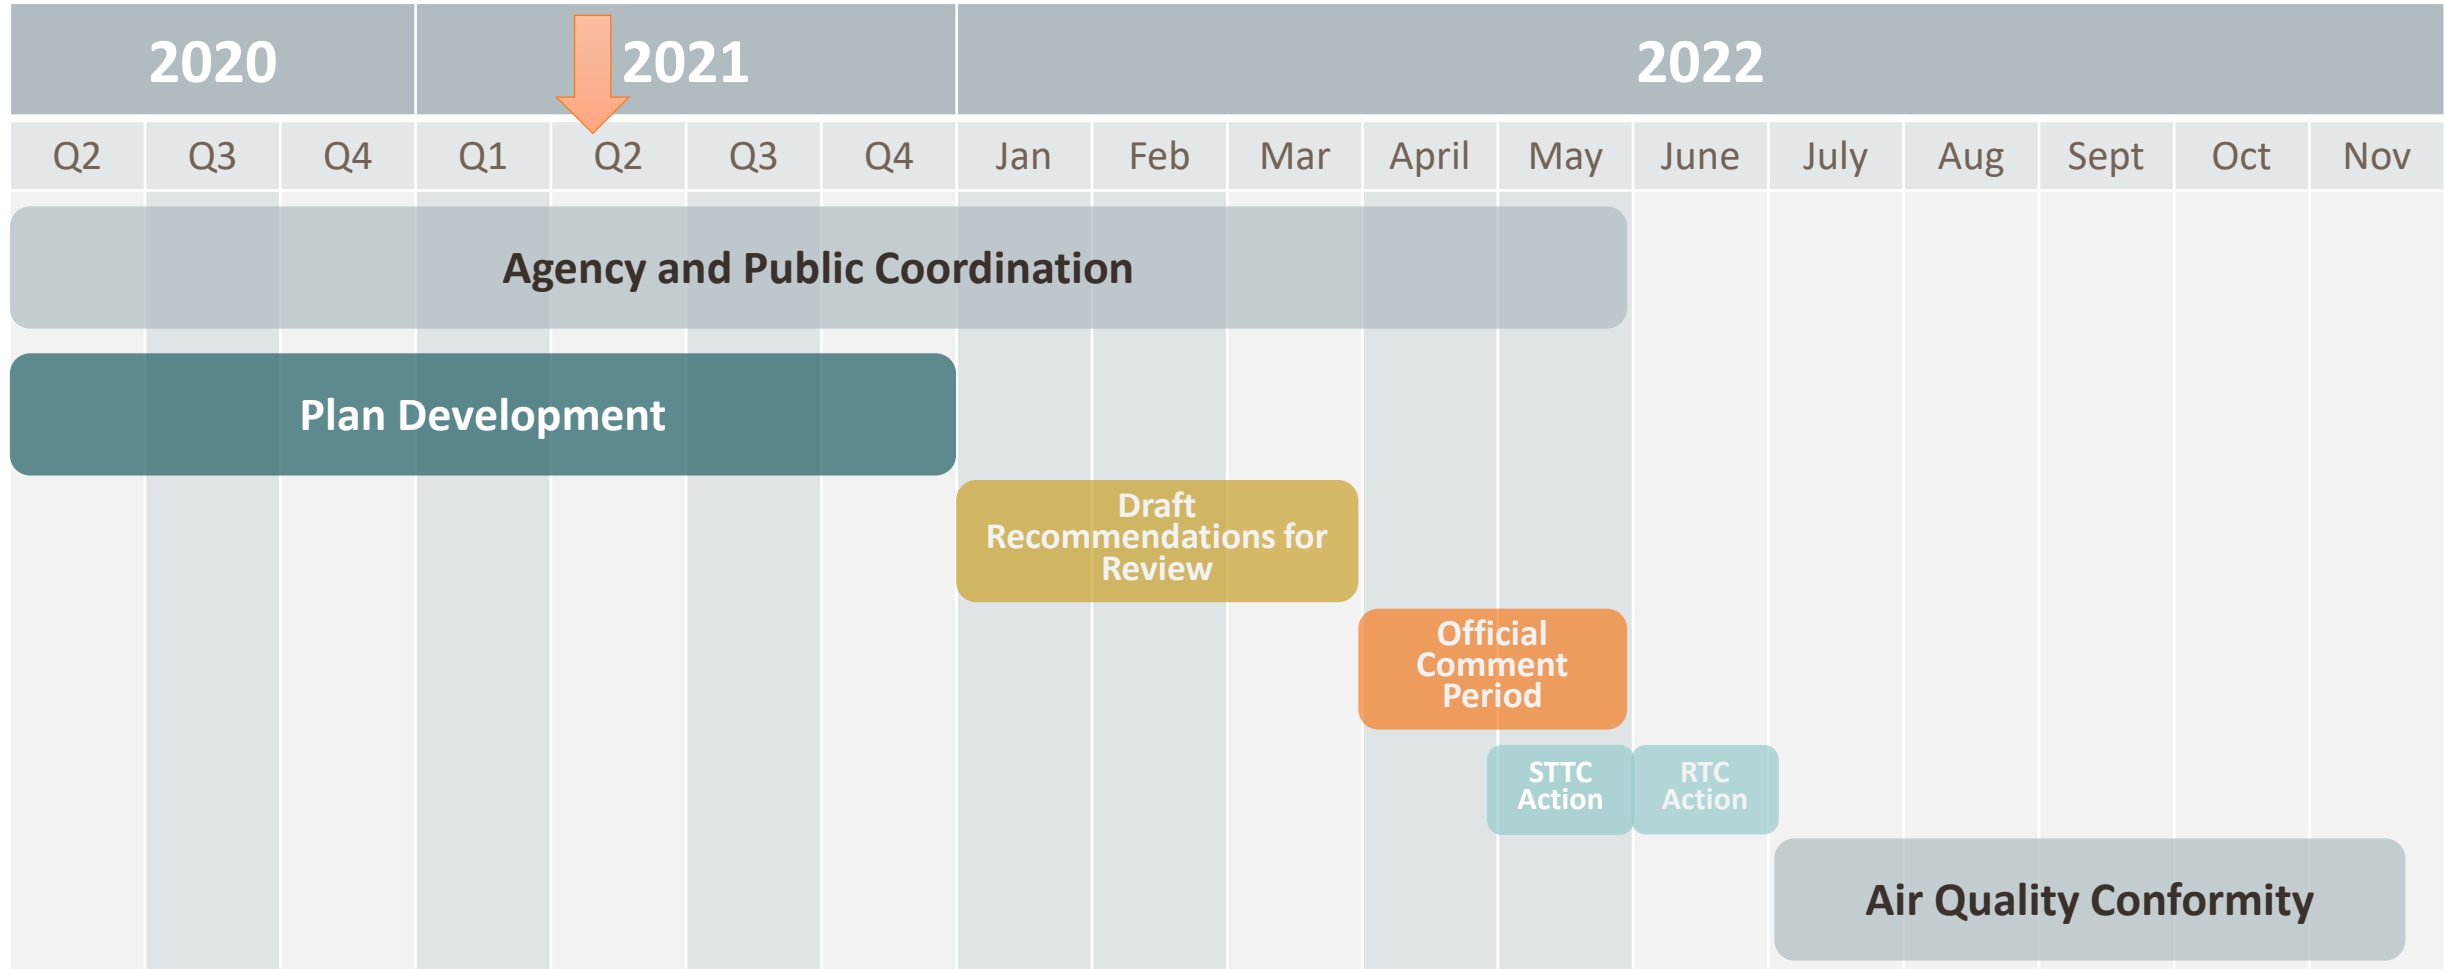 2020 2021 2022
Q2 Q3 Q4 Q1 Q2 Q3 Q4 Jan Feb Mar April May June July Aug Sept Oct Nov
Agency and Public Coordination
Plan Development
Draft
Recommendations for
Review
Official
Comment
Period
STTC
Action
RTC
Action
Air Quality Conformity